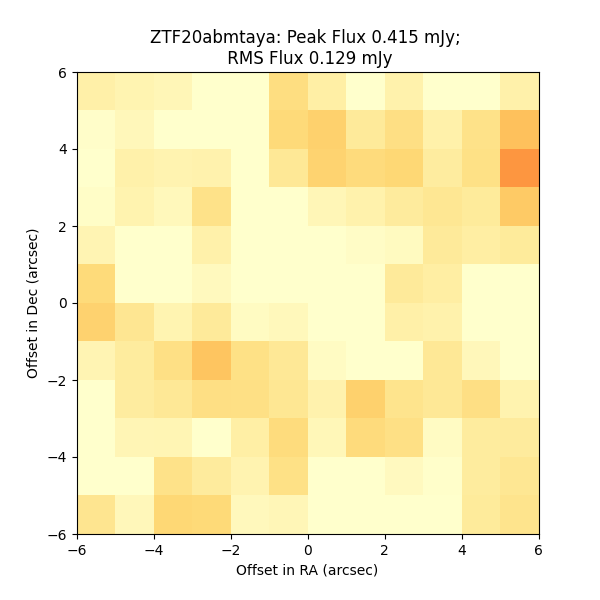 ZTF20abmtaya: Peak Flux 0.415 mJy;
RMS Flux 0.129 mJy
6
4
2
0
−2
−4
−6
Offset in Dec (arcsec)
−6 −4 −2 0 2 4 6
Offset in RA (arcsec)